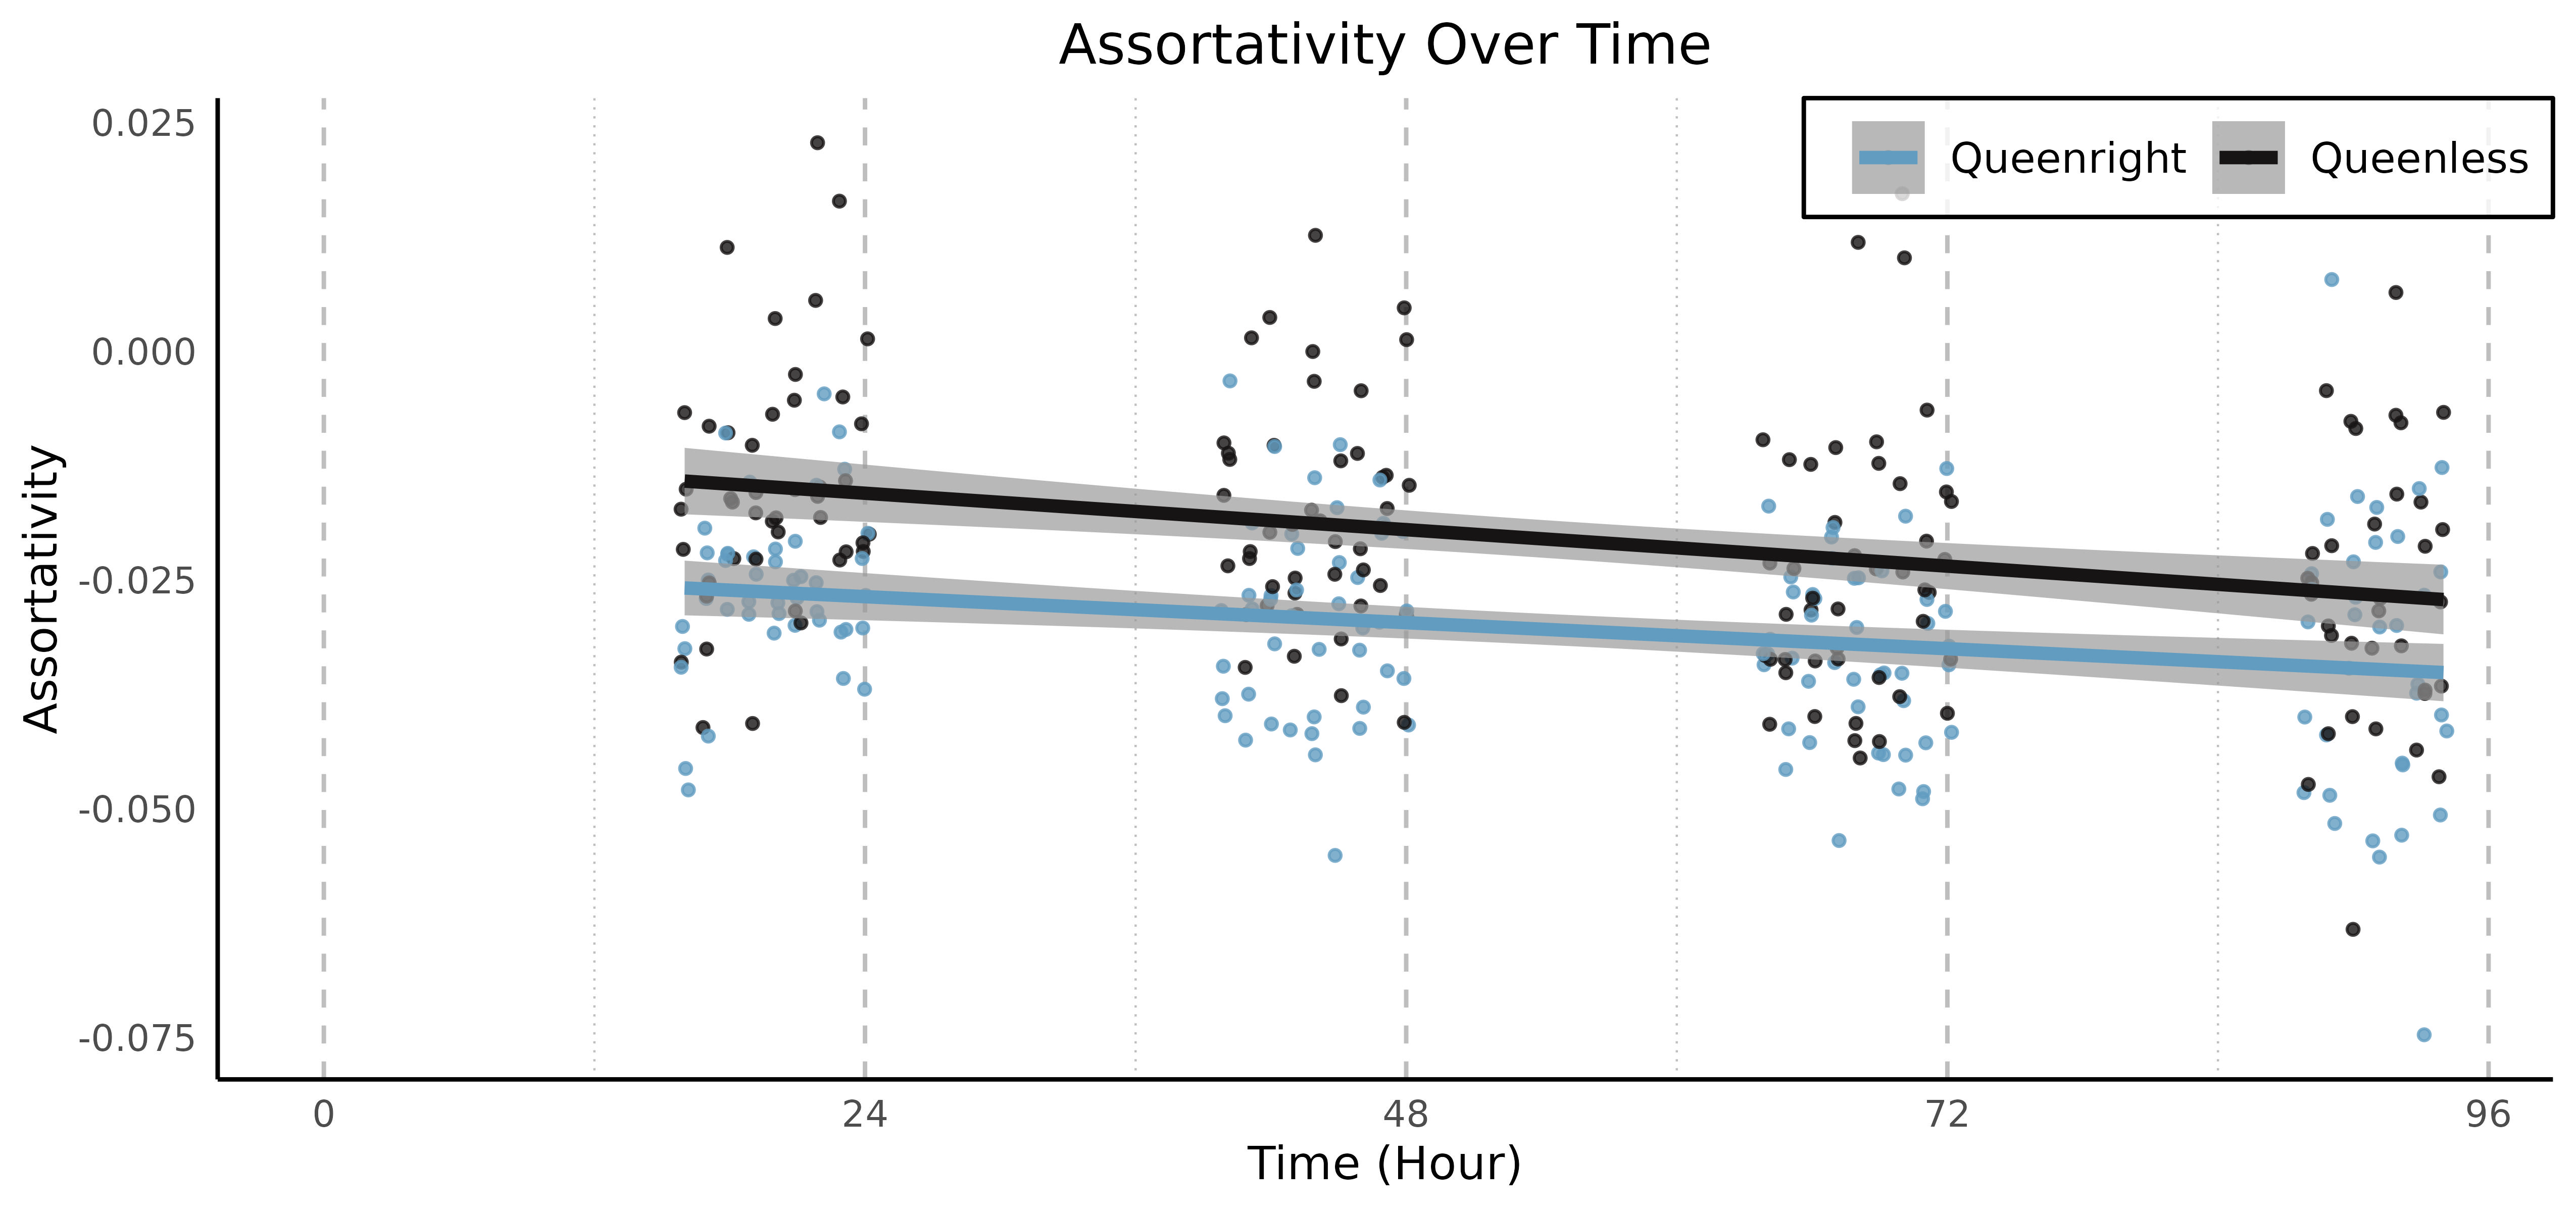 Assortativity Over Time
Queenright Queenless
0.025
0.000
-0.025
-0.050
-0.075
Assortativity
0 24 48 72 96
Time (Hour)